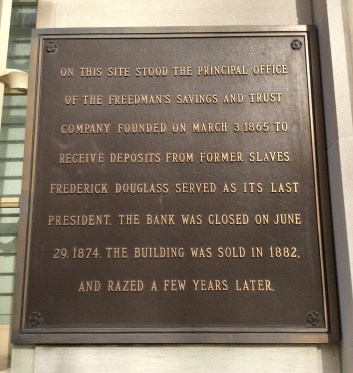 ON THIS SITE STOOD THE PRINCIPAL OFFICE
OF THE FREEDMAN'S SAVINGS AND TRUST
COMPANY FOUNDED ON MARCH 3, 1865 TO
RECEIVE DEPOSITS FROM FORMER SLAVES
FREDERICK DOUGLASS SERVED AS ITS LAST
PRESIDENT. THE BANK WAS CLOSED ON JUNE
29, 1874. THE BUILDING WAS SOLD IN 1882,
AND RAZED A FEW YEARS LATER.